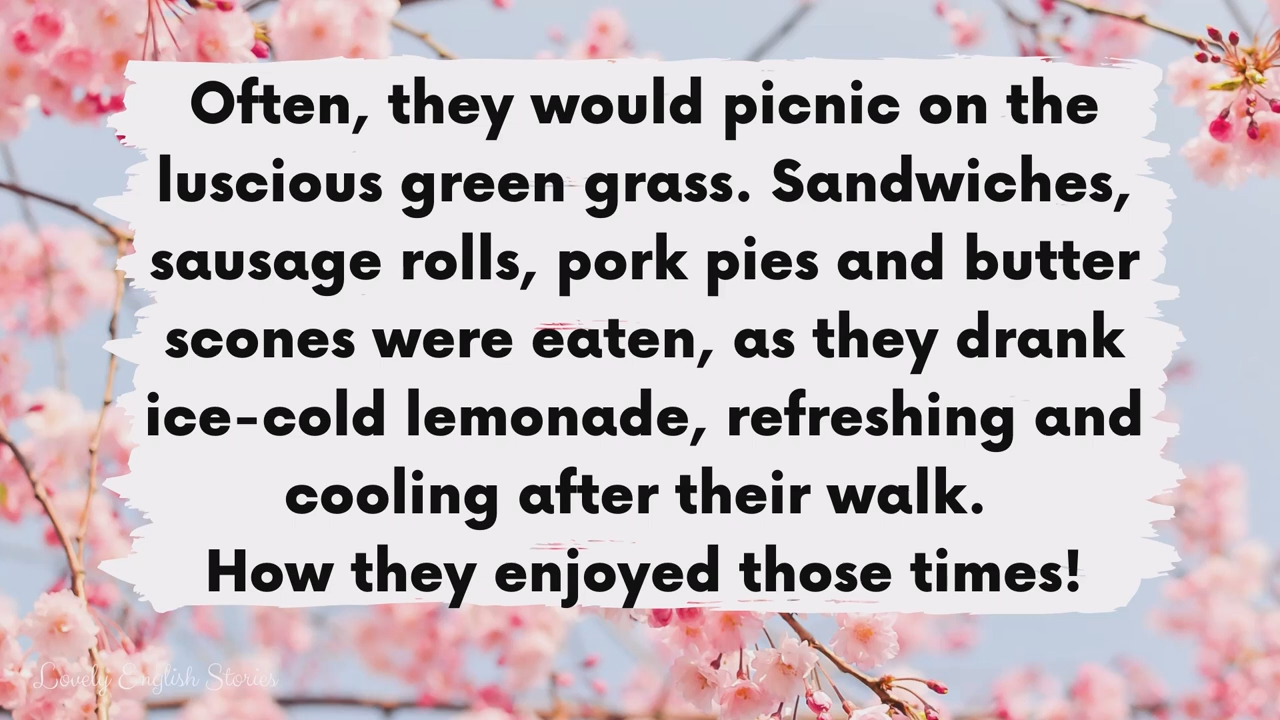 Often, they would picnic on the
luscious green grass. Sandwiches,
sausage rolls, pork pies and butter
scones were eaten, as they drank
ice-cold lemonade, refreshing and
cooling after their walk.
How they enjoyed those times!
Lovely English Stories